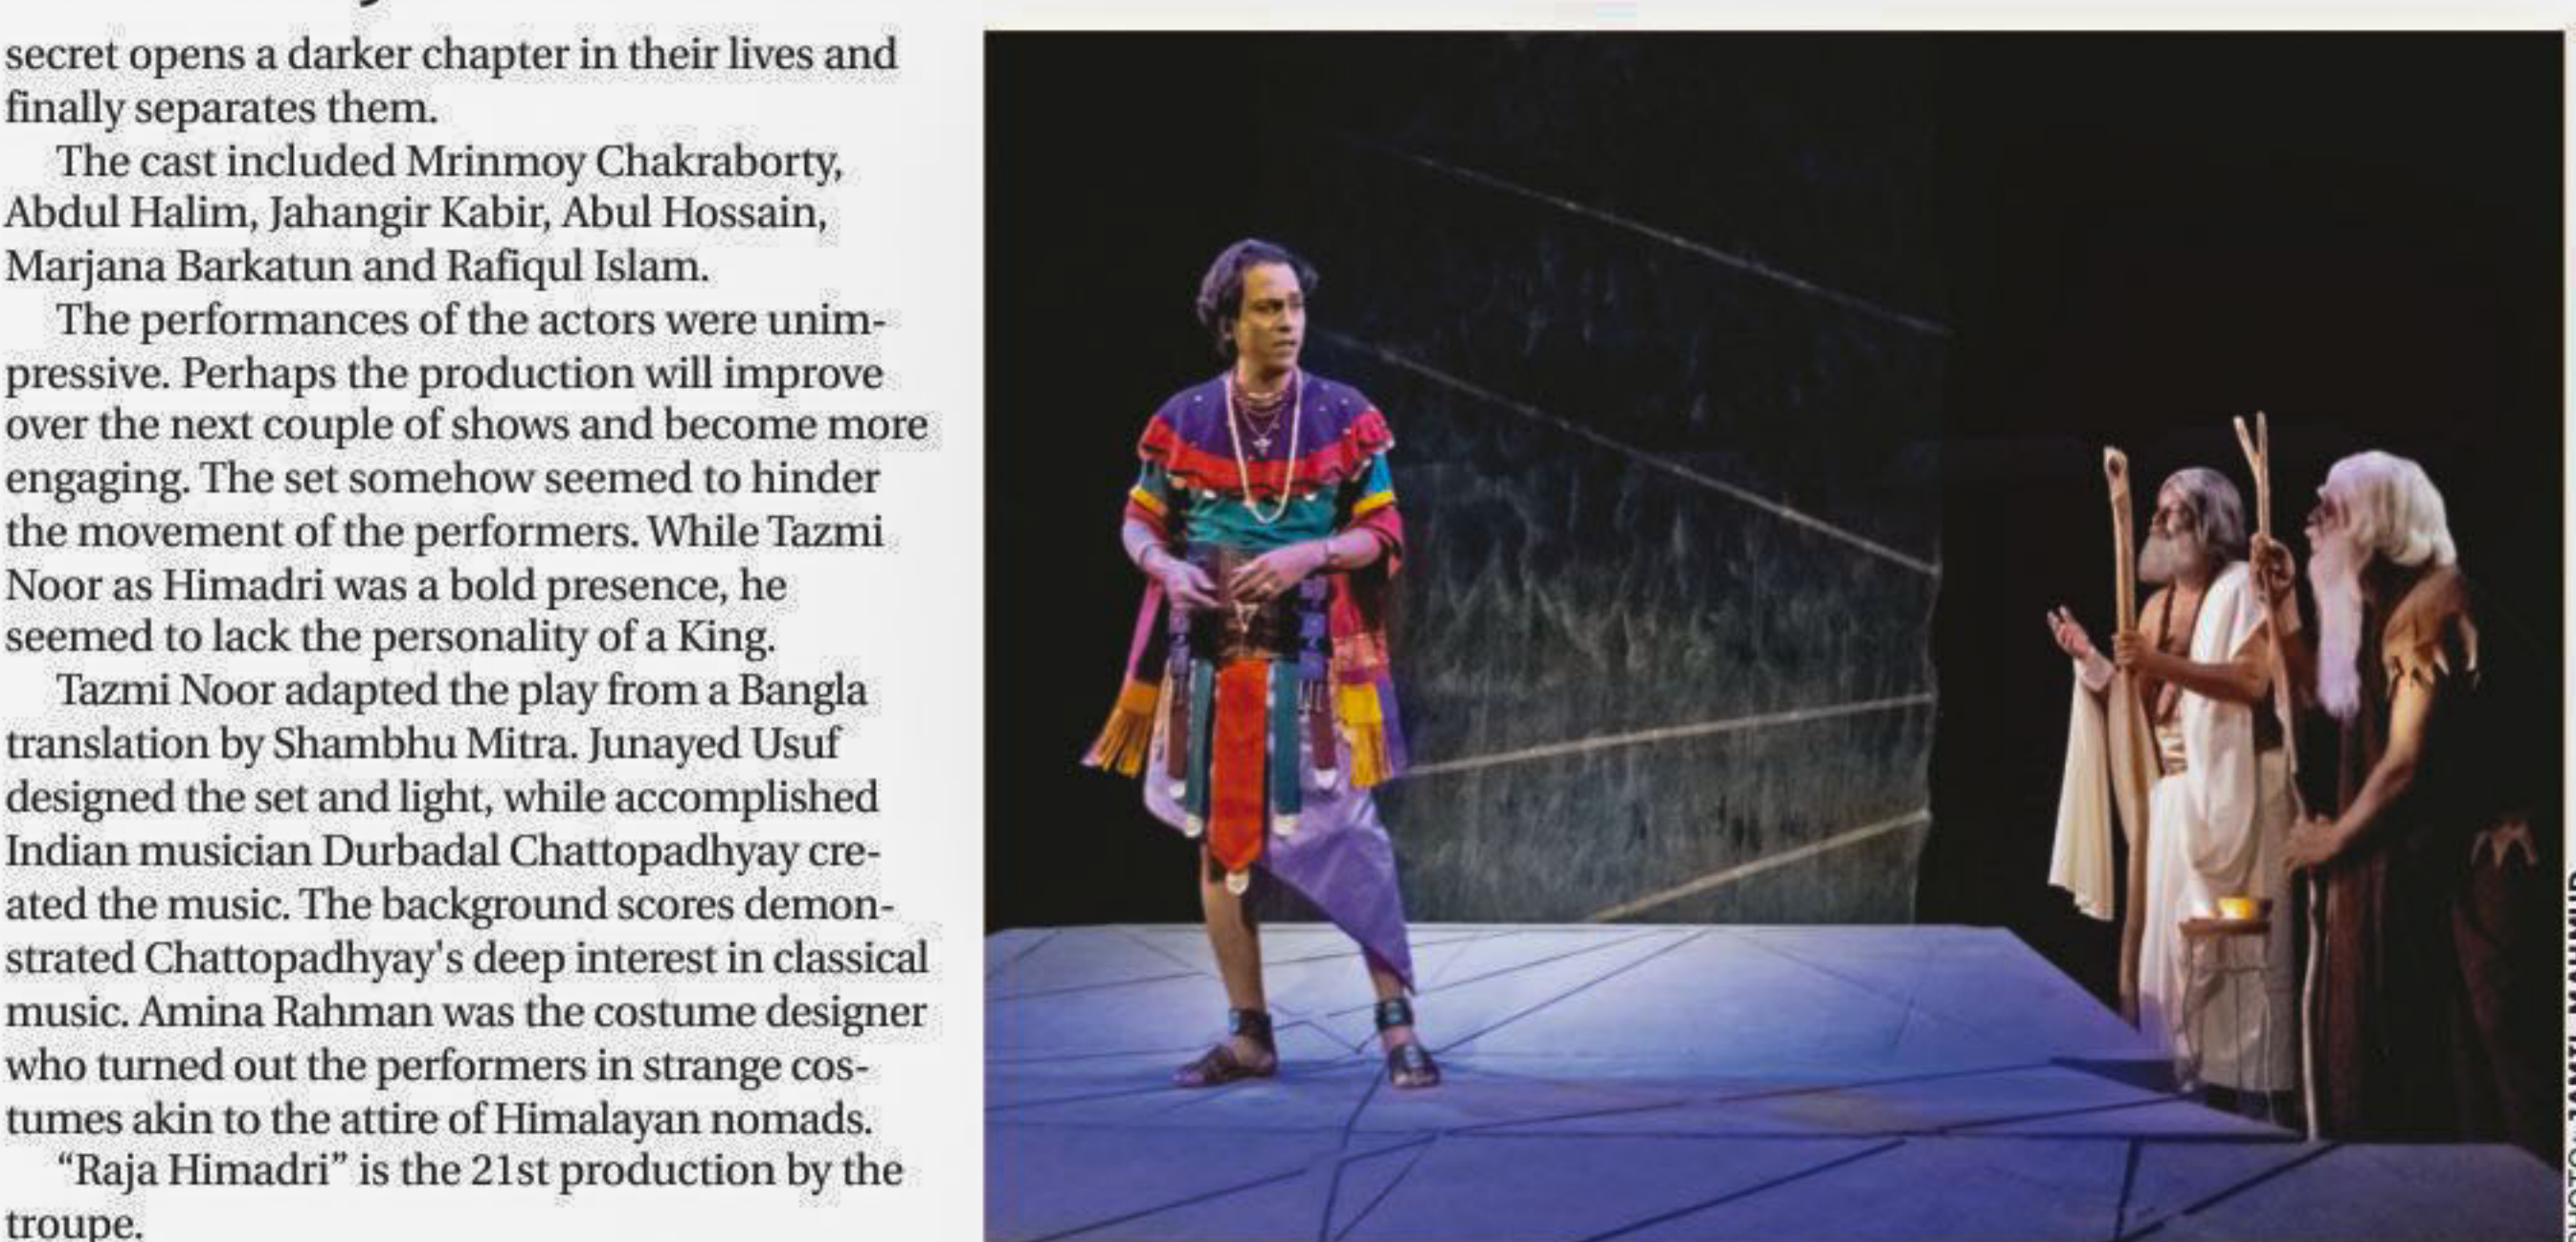 secret opens a darker chapter in their lives and
finally separates them.
The cast included Mrinmoy Chakraborty,
Abdul Halim, Jahangir Kabir, Abul Hossain,
Marjana Barkatun and Rafiqul Islam.
The performances of the actors were unim-
pressive. Perhaps the production will improve
over the next couple of shows and become more
engaging. The set somehow seemed to hinder
the movement of the performers. While Tazmi
Noor as Himadri was a bold presence, he
seemed to lack the personality of a King.
Tazmi Noor adapted the play from a Bangla
translation by Shambhu Mitra. Junayed Usuf
designed the set and light, while accomplished
Indian musician Durbadal Chattopadhyay cre-
ated the music. The background scores demon-
strated Chattopadhyay's deep interest in classical
music. Amina Rahman was the costume designer
who turned out the performers in strange cos-
tumes akin to the attire of Himalayan nomads.
“Raja Himadri” is the 21st production by the
troupe.